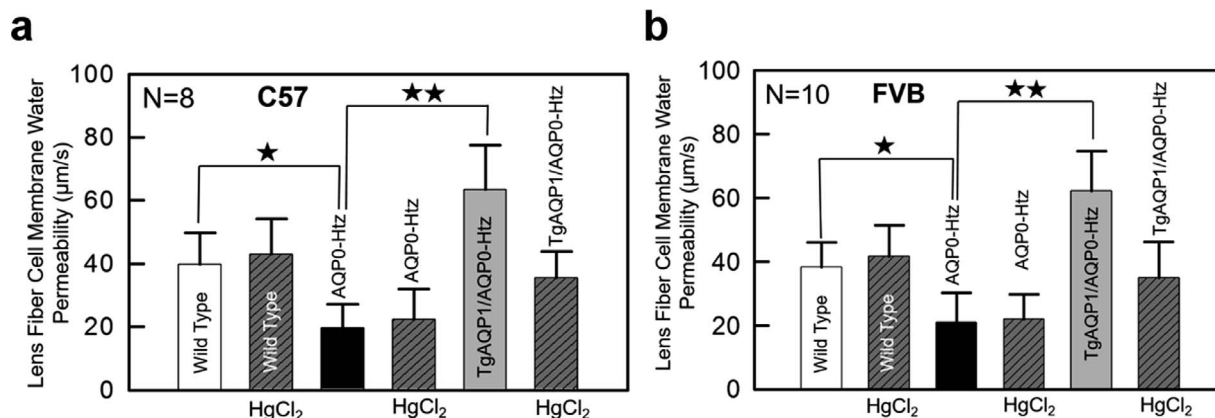 a
Lens Fiber Cell Membrane Water
Permeability (µm/s)
100
80
60
40
20
0
N=8
C57
★
★★
Wild Type
Wild Type
AQP0-Htz
AQP0-Htz
TgAQP1/AQP0-Htz
TgAQP1/AQP0-Htz
HgCl2
HgCl2
HgCl2
b
Lens Fiber Cell Membrane Water
Permeability (µm/s)
100
80
60
40
20
0
N=10
FVB
★
★★
Wild Type
Wild Type
AQP0-Htz
AQP0-Htz
TgAQP1/AQP0-Htz
TgAQP1/AQP0-Htz
HgCl2
HgCl2
HgCl2